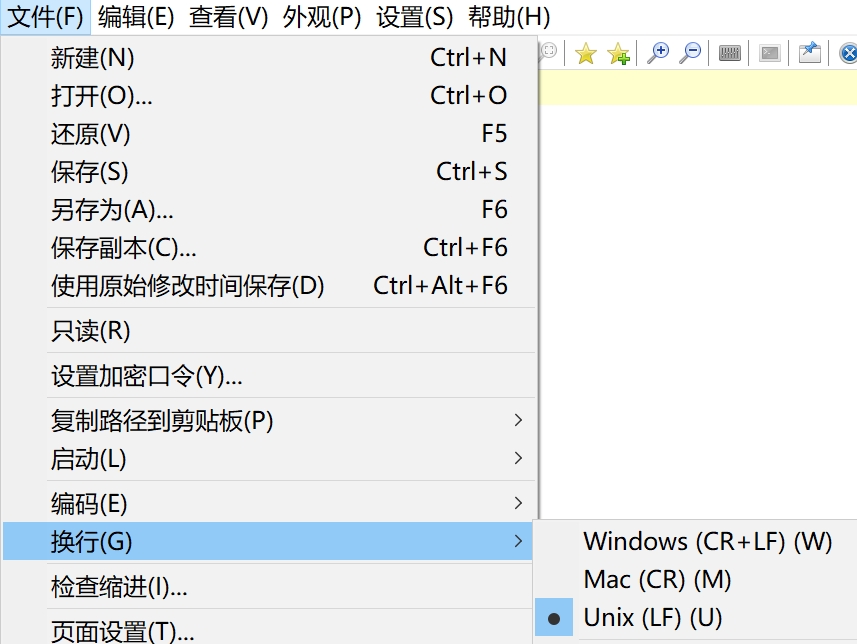 文件(F) 编辑(E) 查看(V) 外观(P) 设置(S) 帮助(H)
新建(N) Ctrl+N
打开(O)... Ctrl+O
还原(V) F5
保存(S) Ctrl+S
另存为(A)... F6
保存副本(C)... Ctrl+F6
使用原始修改时间保存(D) Ctrl+Alt+F6
只读(R)
设置加密口令(Y)...
复制路径到剪贴板(P)
启动(L)
编码(E)
换行(G)
Windows (CR+LF) (W)
Mac (CR) (M)
Unix (LF) (U)
检查缩进(I)...
页面设置(T)...